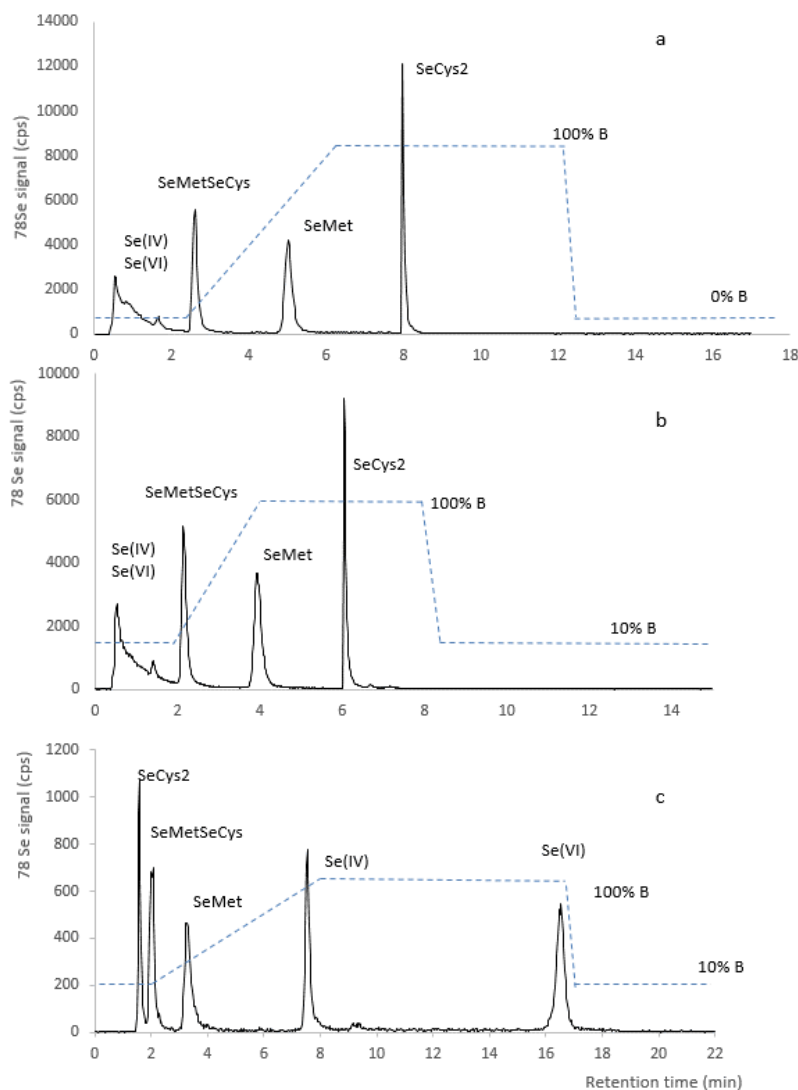 14000
a
12000
SeCys2
10000
100% B
8000
78Se signal (cps)
SeMetSeCys
6000
Se(IV)
SeMet
Se(VI)
4000
2000
0% B
0
0 2 4 6 8 10 12 14 16 18
10000
b
8000
SeCys2
78 Se signal (cps)
SeMetSeCys
6000
100% B
Se(IV)
SeMet
Se(VI)
4000
2000
10% B
0
0 2 4 6 8 10 12 14
1200
SeCys2
c
1000
78 Se signal (cps)
SeMetSeCys
Se(IV)
Se(VI)
800
SeMet
600
100% B
400
10% B
200
0
0 2 4 6 8 10 12 14 16 18 20 22
Retention time (min)